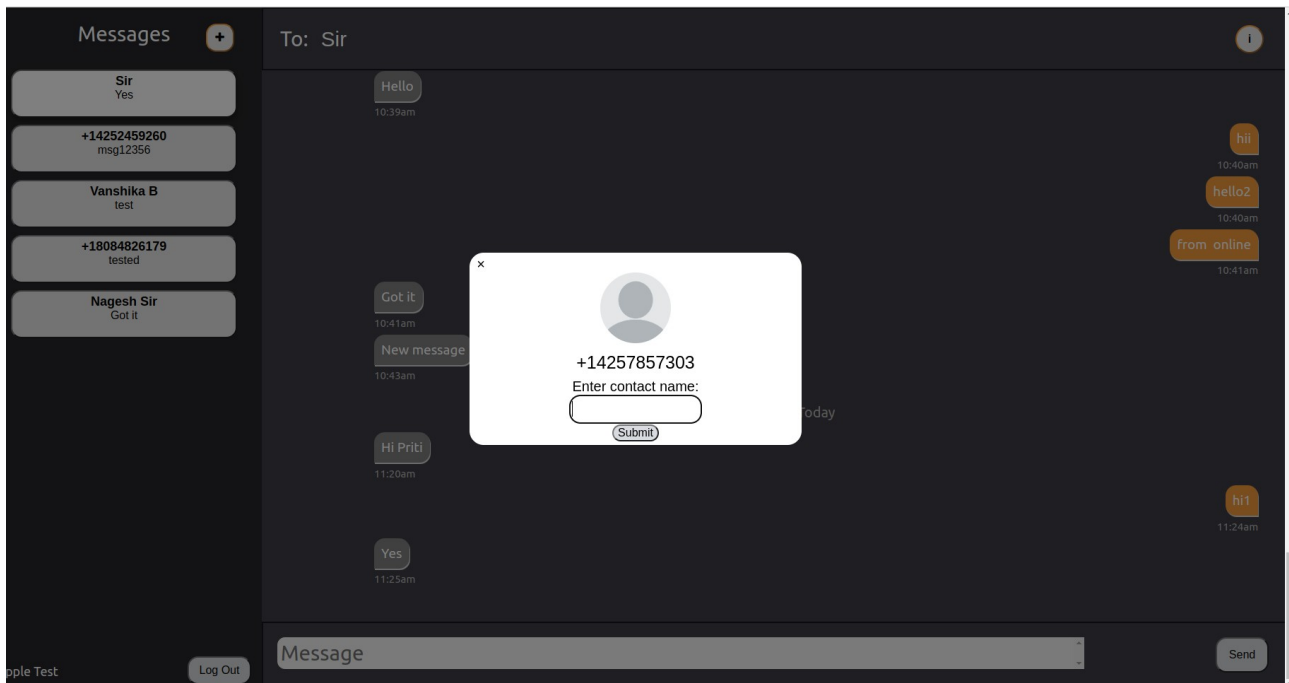 Messages
+
Sir
Yes
+14252459260
msg12356
Vanshika B
test
+18084826179
tested
Nagesh Sir
Got it
pple Test
Log Out
To: Sir
i
Hello
10:39am
hii
10:40am
hello2
10:40am
from online
10:41am
Got it
10:41am
New message
10:43am
Today
Hi Priti
11:20am
hi1
11:24am
Yes
11:25am
×
+14257857303
Enter contact name:
Submit
Message
Send